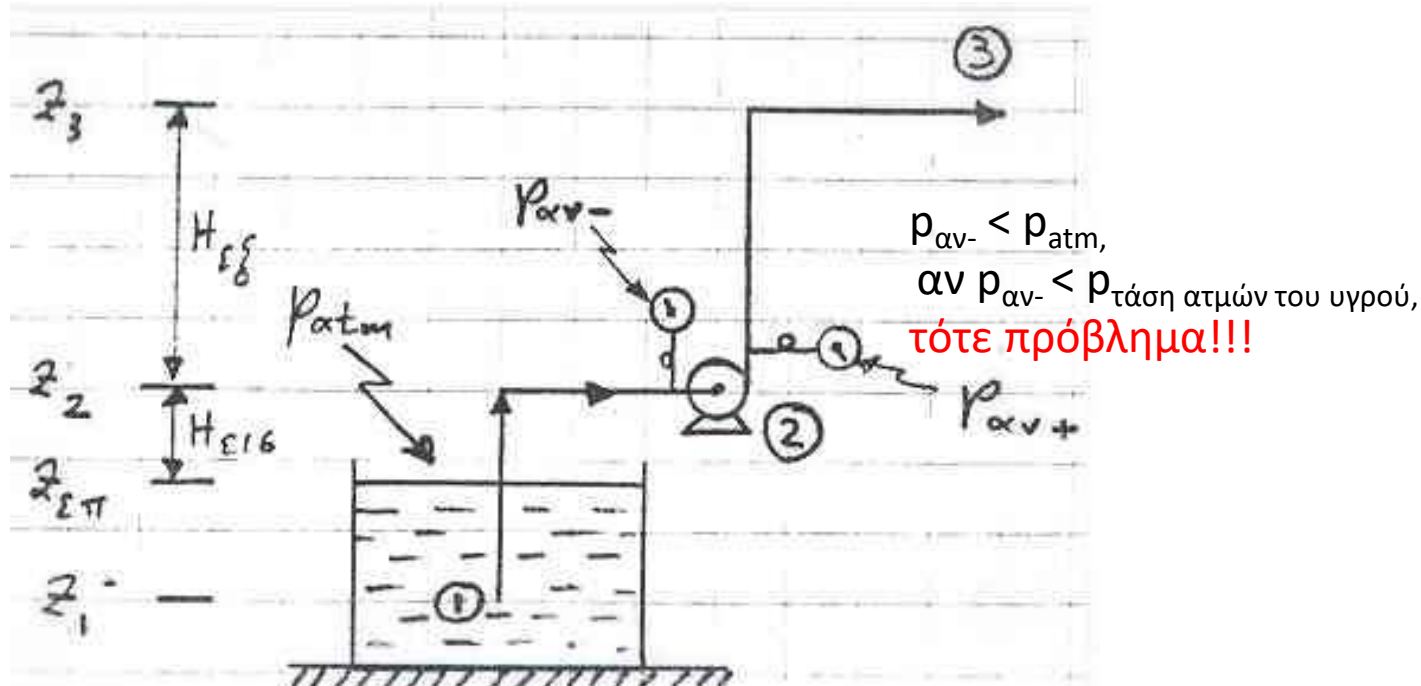 ③
Z₃
Pαν-
Hεξ
pαν- < patm,
αν pαν- < pτάση ατμών του υγρού,
τότε πρόβλημα!!!
Patm
Z₂
Pαν+
②
Hεισ
Zεπ
Z₁
①